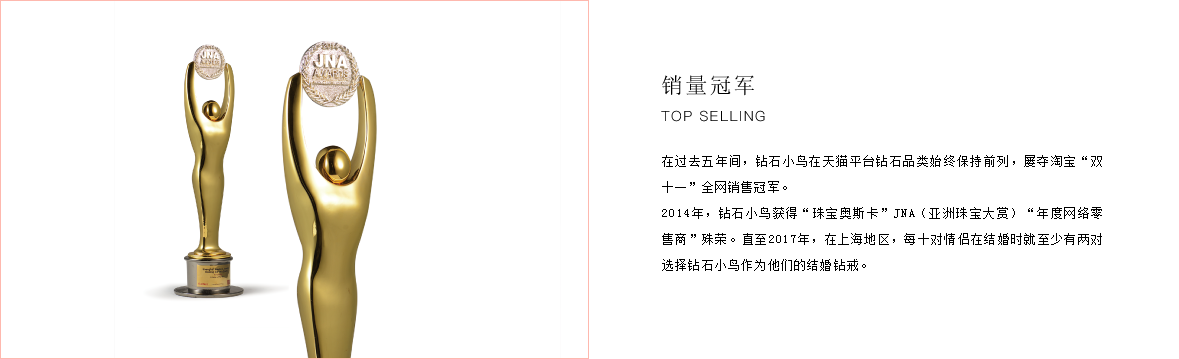 2014
JNA
AWARDS
2014
JNA
AWARDS
销量冠军
TOP SELLING
在过去五年间，钻石小鸟在天猫平台钻石品类始终保持前列，屡夺淘宝“双
十一”全网销售冠军。
2014年，钻石小鸟获得“珠宝奥斯卡”JNA（亚洲珠宝大赏）“年度网络零
售商”殊荣。直至2017年，在上海地区，每十对情侣在结婚时就至少有两对
选择钻石小鸟作为他们的结婚钻戒。